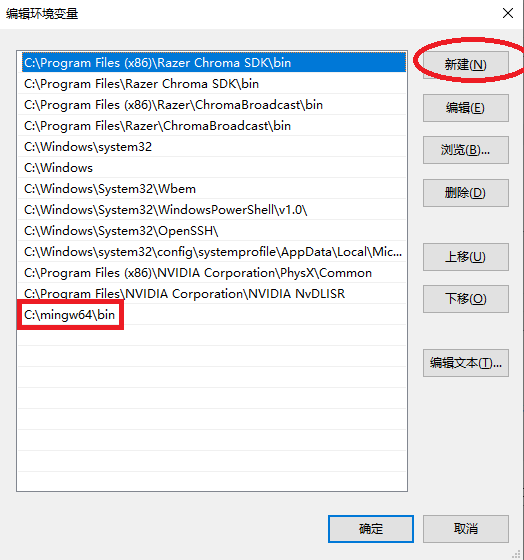 编辑环境变量
C:\Program Files (x86)\Razer Chroma SDK\bin
C:\Program Files\Razer Chroma SDK\bin
C:\Program Files (x86)\Razer\ChromaBroadcast\bin
C:\Program Files\Razer\ChromaBroadcast\bin
C:\Windows\system32
C:\Windows
C:\Windows\System32\Wbem
C:\Windows\System32\WindowsPowerShell\v1.0\
C:\Windows\System32\OpenSSH\
C:\Windows\system32\config\systemprofile\AppData\Local\Mic...
C:\Program Files (x86)\NVIDIA Corporation\PhysX\Common
C:\Program Files\NVIDIA Corporation\NVIDIA NvDLISR
C:\mingw64\bin
新建(N)
编辑(E)
浏览(B)...
删除(D)
上移(U)
下移(O)
编辑文本(T)...
确定
取消